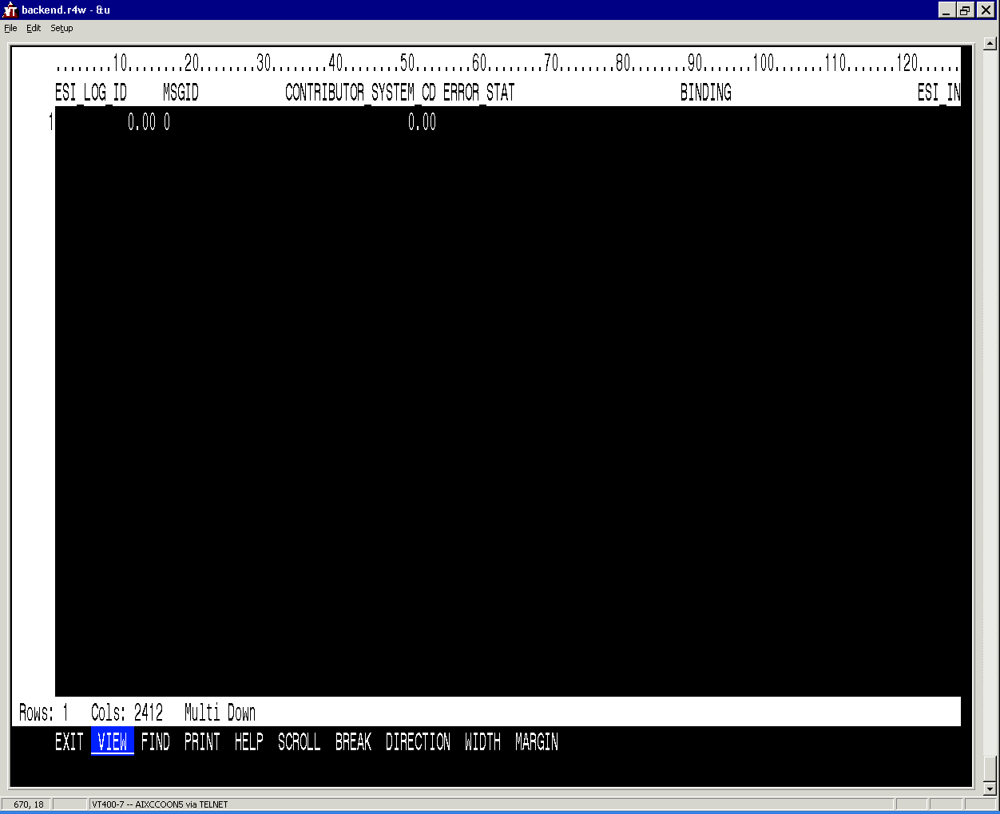 backend.r4w - &u
File Edit Setup
........10........20........30........40........50........60........70........80........90.......100.......110.......120......
ESI_LOG_ID MSGID CONTRIBUTOR_SYSTEM_CD ERROR_STAT BINDING ESI_IN
1 0.00 0 0.00
Rows: 1 Cols: 2412 Multi Down
EXIT VIEW FIND PRINT HELP SCROLL BREAK DIRECTION WIDTH MARGIN
670, 18 VT400-7 -- AIXCCOON5 via TELNET